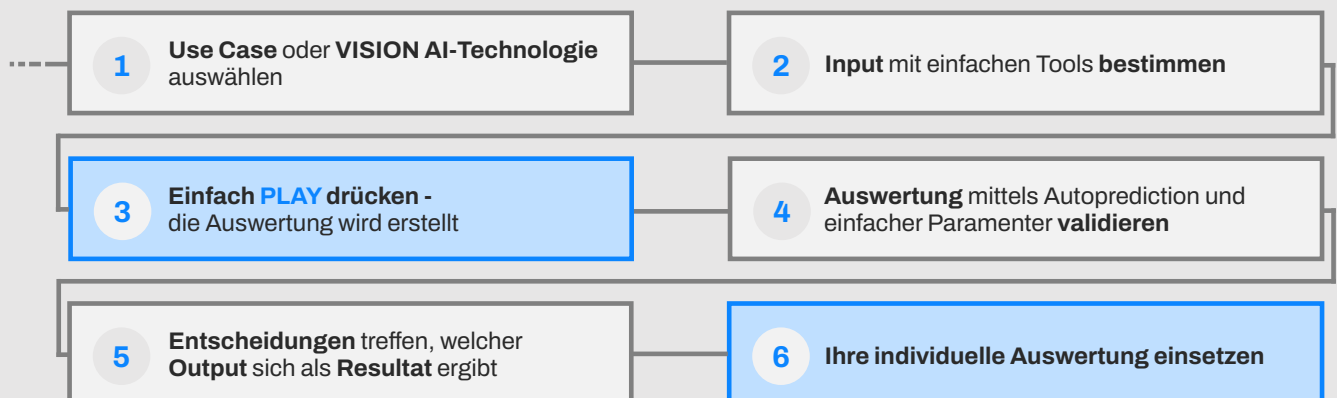 1
Use Case oder VISION AI-Technologie
auswählen
2
Input mit einfachen Tools bestimmen
3
Einfach PLAY drücken -
die Auswertung wird erstellt
4
Auswertung mittels Autoprediction und
einfacher Paramenter validieren
5
Entscheidungen treffen, welcher
Output sich als Resultat ergibt
6
Ihre individuelle Auswertung einsetzen